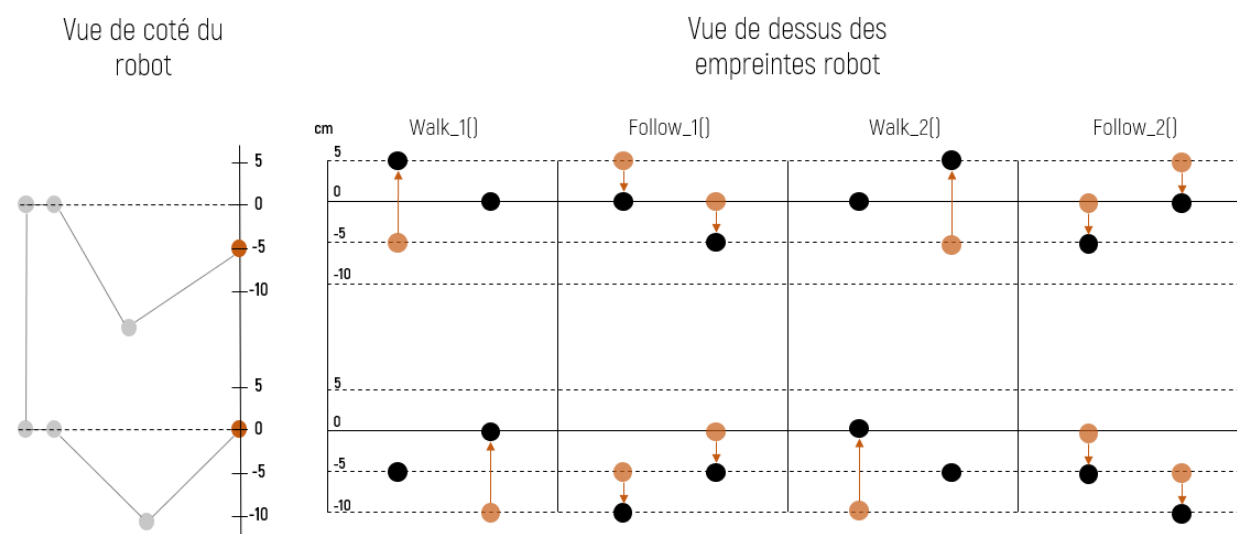 Vue de coté du
robot
Vue de dessus des
empreintes robot
cm
Walk_1()
Follow_1()
Walk_2()
Follow_2()
5
0
-5
-10
5
0
-5
-10
5
0
-5
-10
5
0
-5
-10